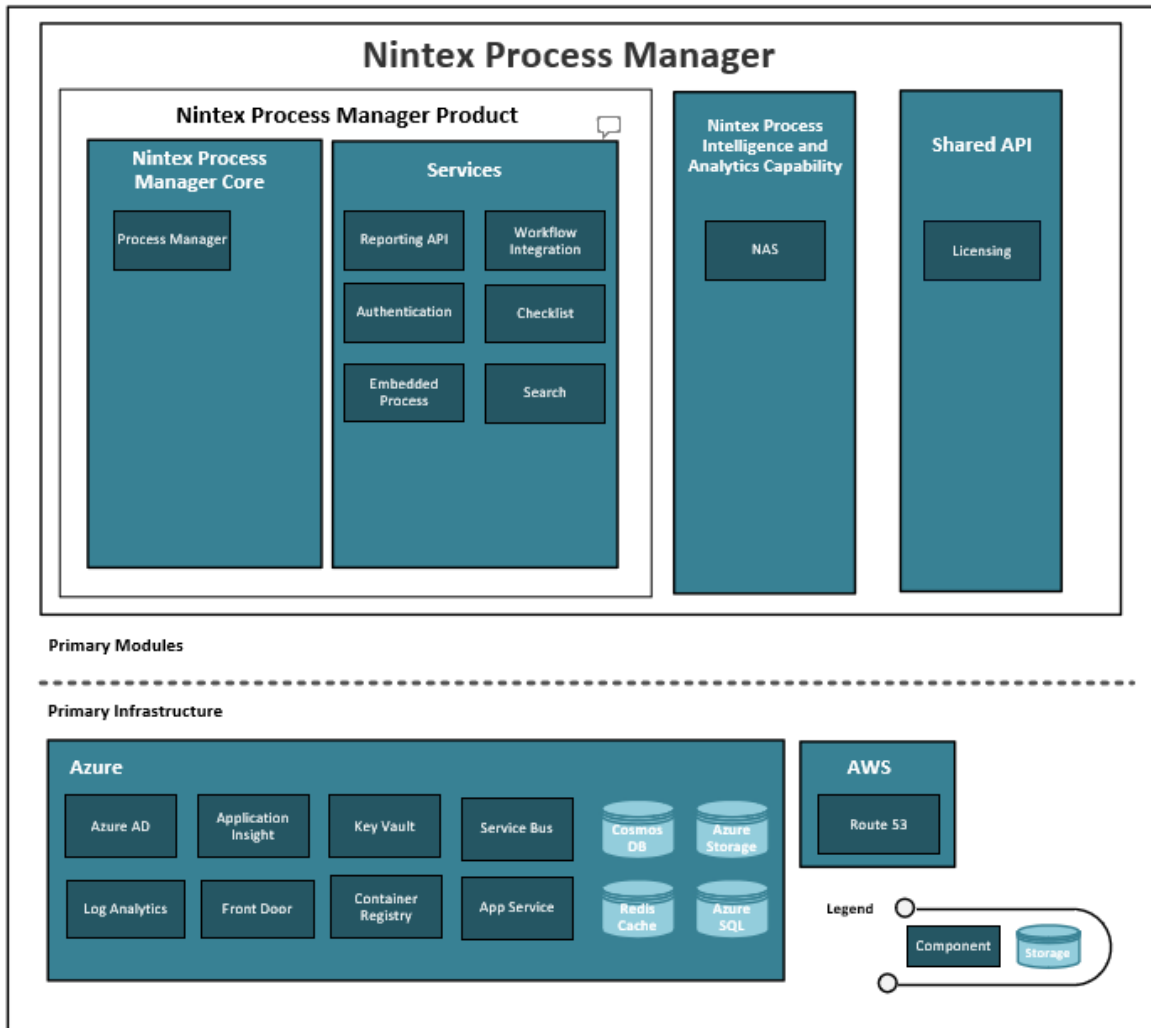 Nintex Process Manager
Nintex Process Manager Product
Nintex Process
Manager Core
Process Manager
Services
Reporting API
Workflow
Integration
Authentication
Checklist
Embedded
Process
Search
Nintex Process
Intelligence and
Analytics Capability
NAS
Shared API
Licensing
Primary Modules
Primary Infrastructure
Azure
Azure AD
Application
Insight
Key Vault
Service Bus
Cosmos
DB
Azure
Storage
Log Analytics
Front Door
Container
Registry
App Service
Redis
Cache
Azure
SQL
AWS
Route 53
Legend
Component
Storage